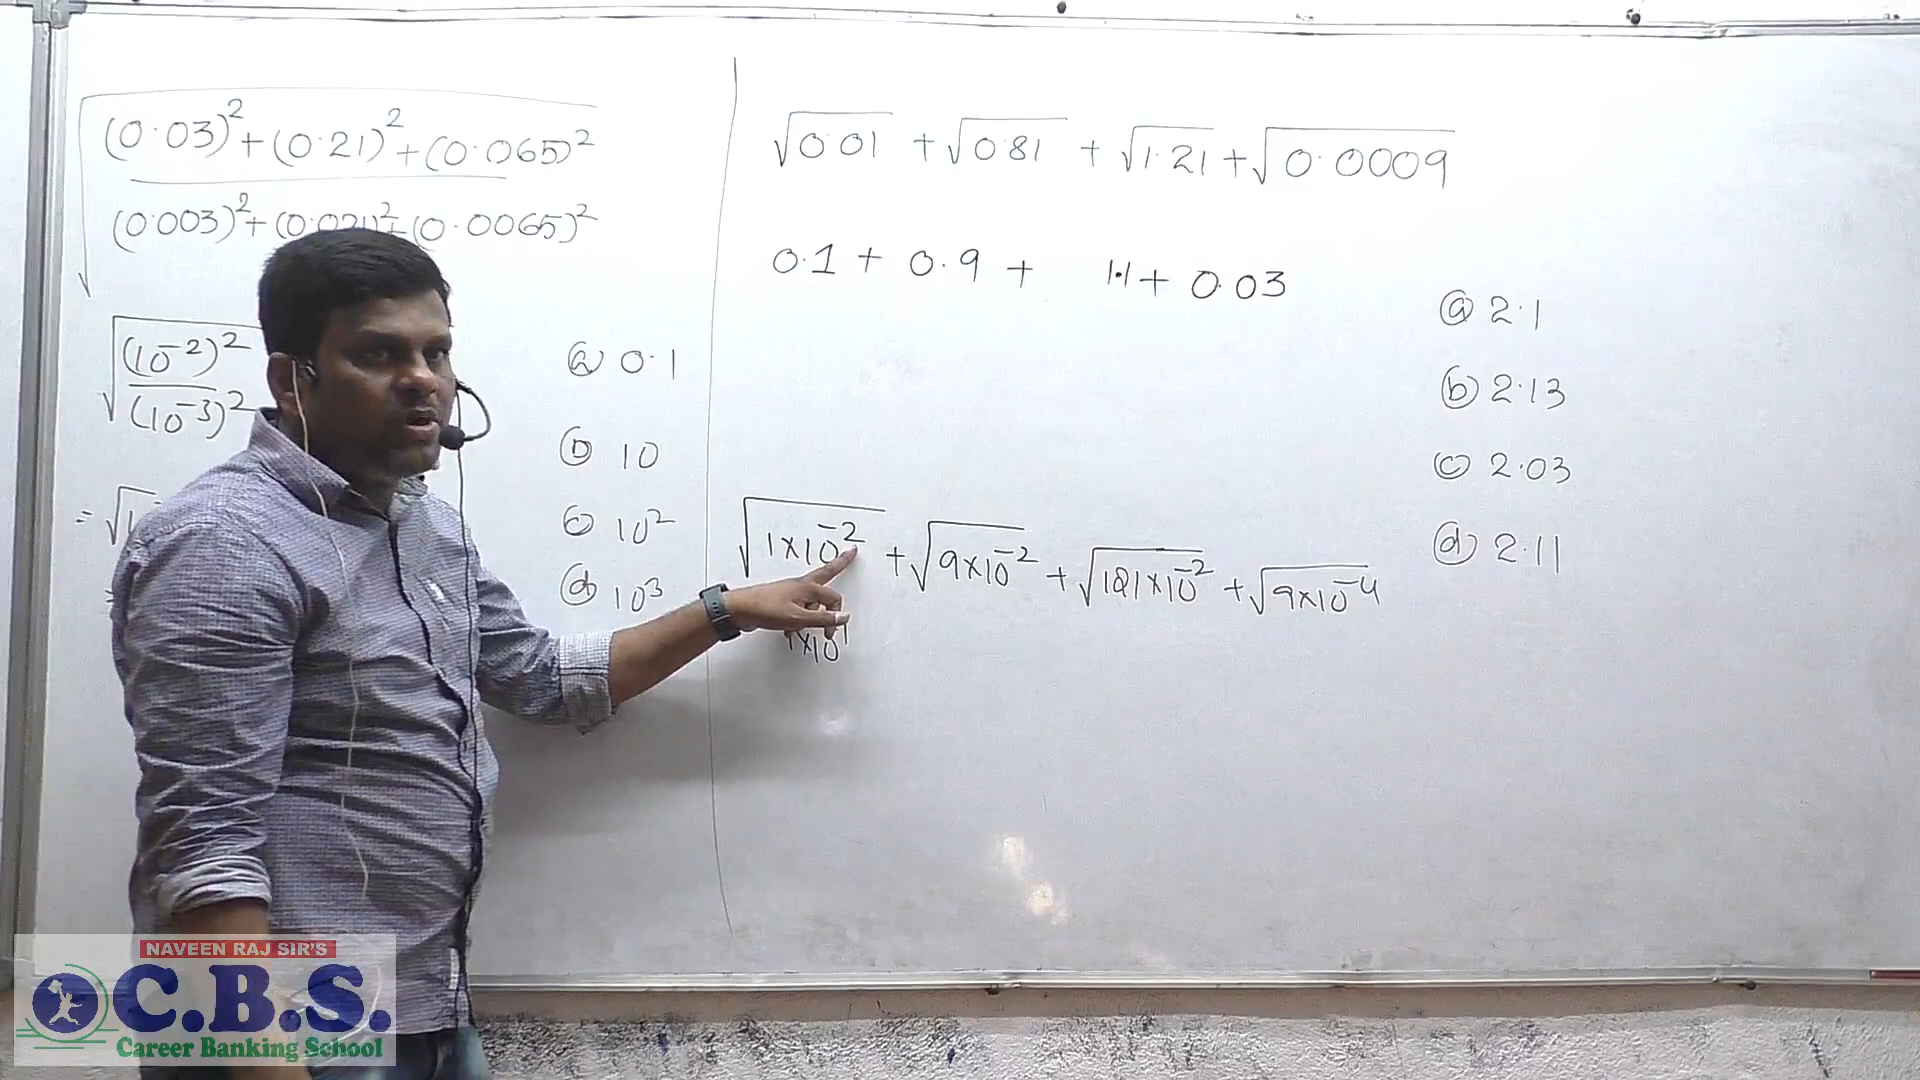 √(0.03)² + (0.21)² + (0.065)²
(0.003)² + (0.021)² + (0.0065)²
√(10⁻²)²
(10⁻³)²
= √1
ⓐ 0.1
ⓑ 10
ⓒ 10²
ⓓ 10³
√0.01 + √0.81 + √1.21 + √0.0009
0.1 + 0.9 + 1.1 + 0.03
ⓐ 2.1
ⓑ 2.13
ⓒ 2.03
ⓓ 2.11
√1×10⁻² + √9×10⁻² + √121×10⁻² + √9×10⁻⁴
1×10⁻¹
NAVEEN RAJ SIR'S
C.B.S.
Career Banking School